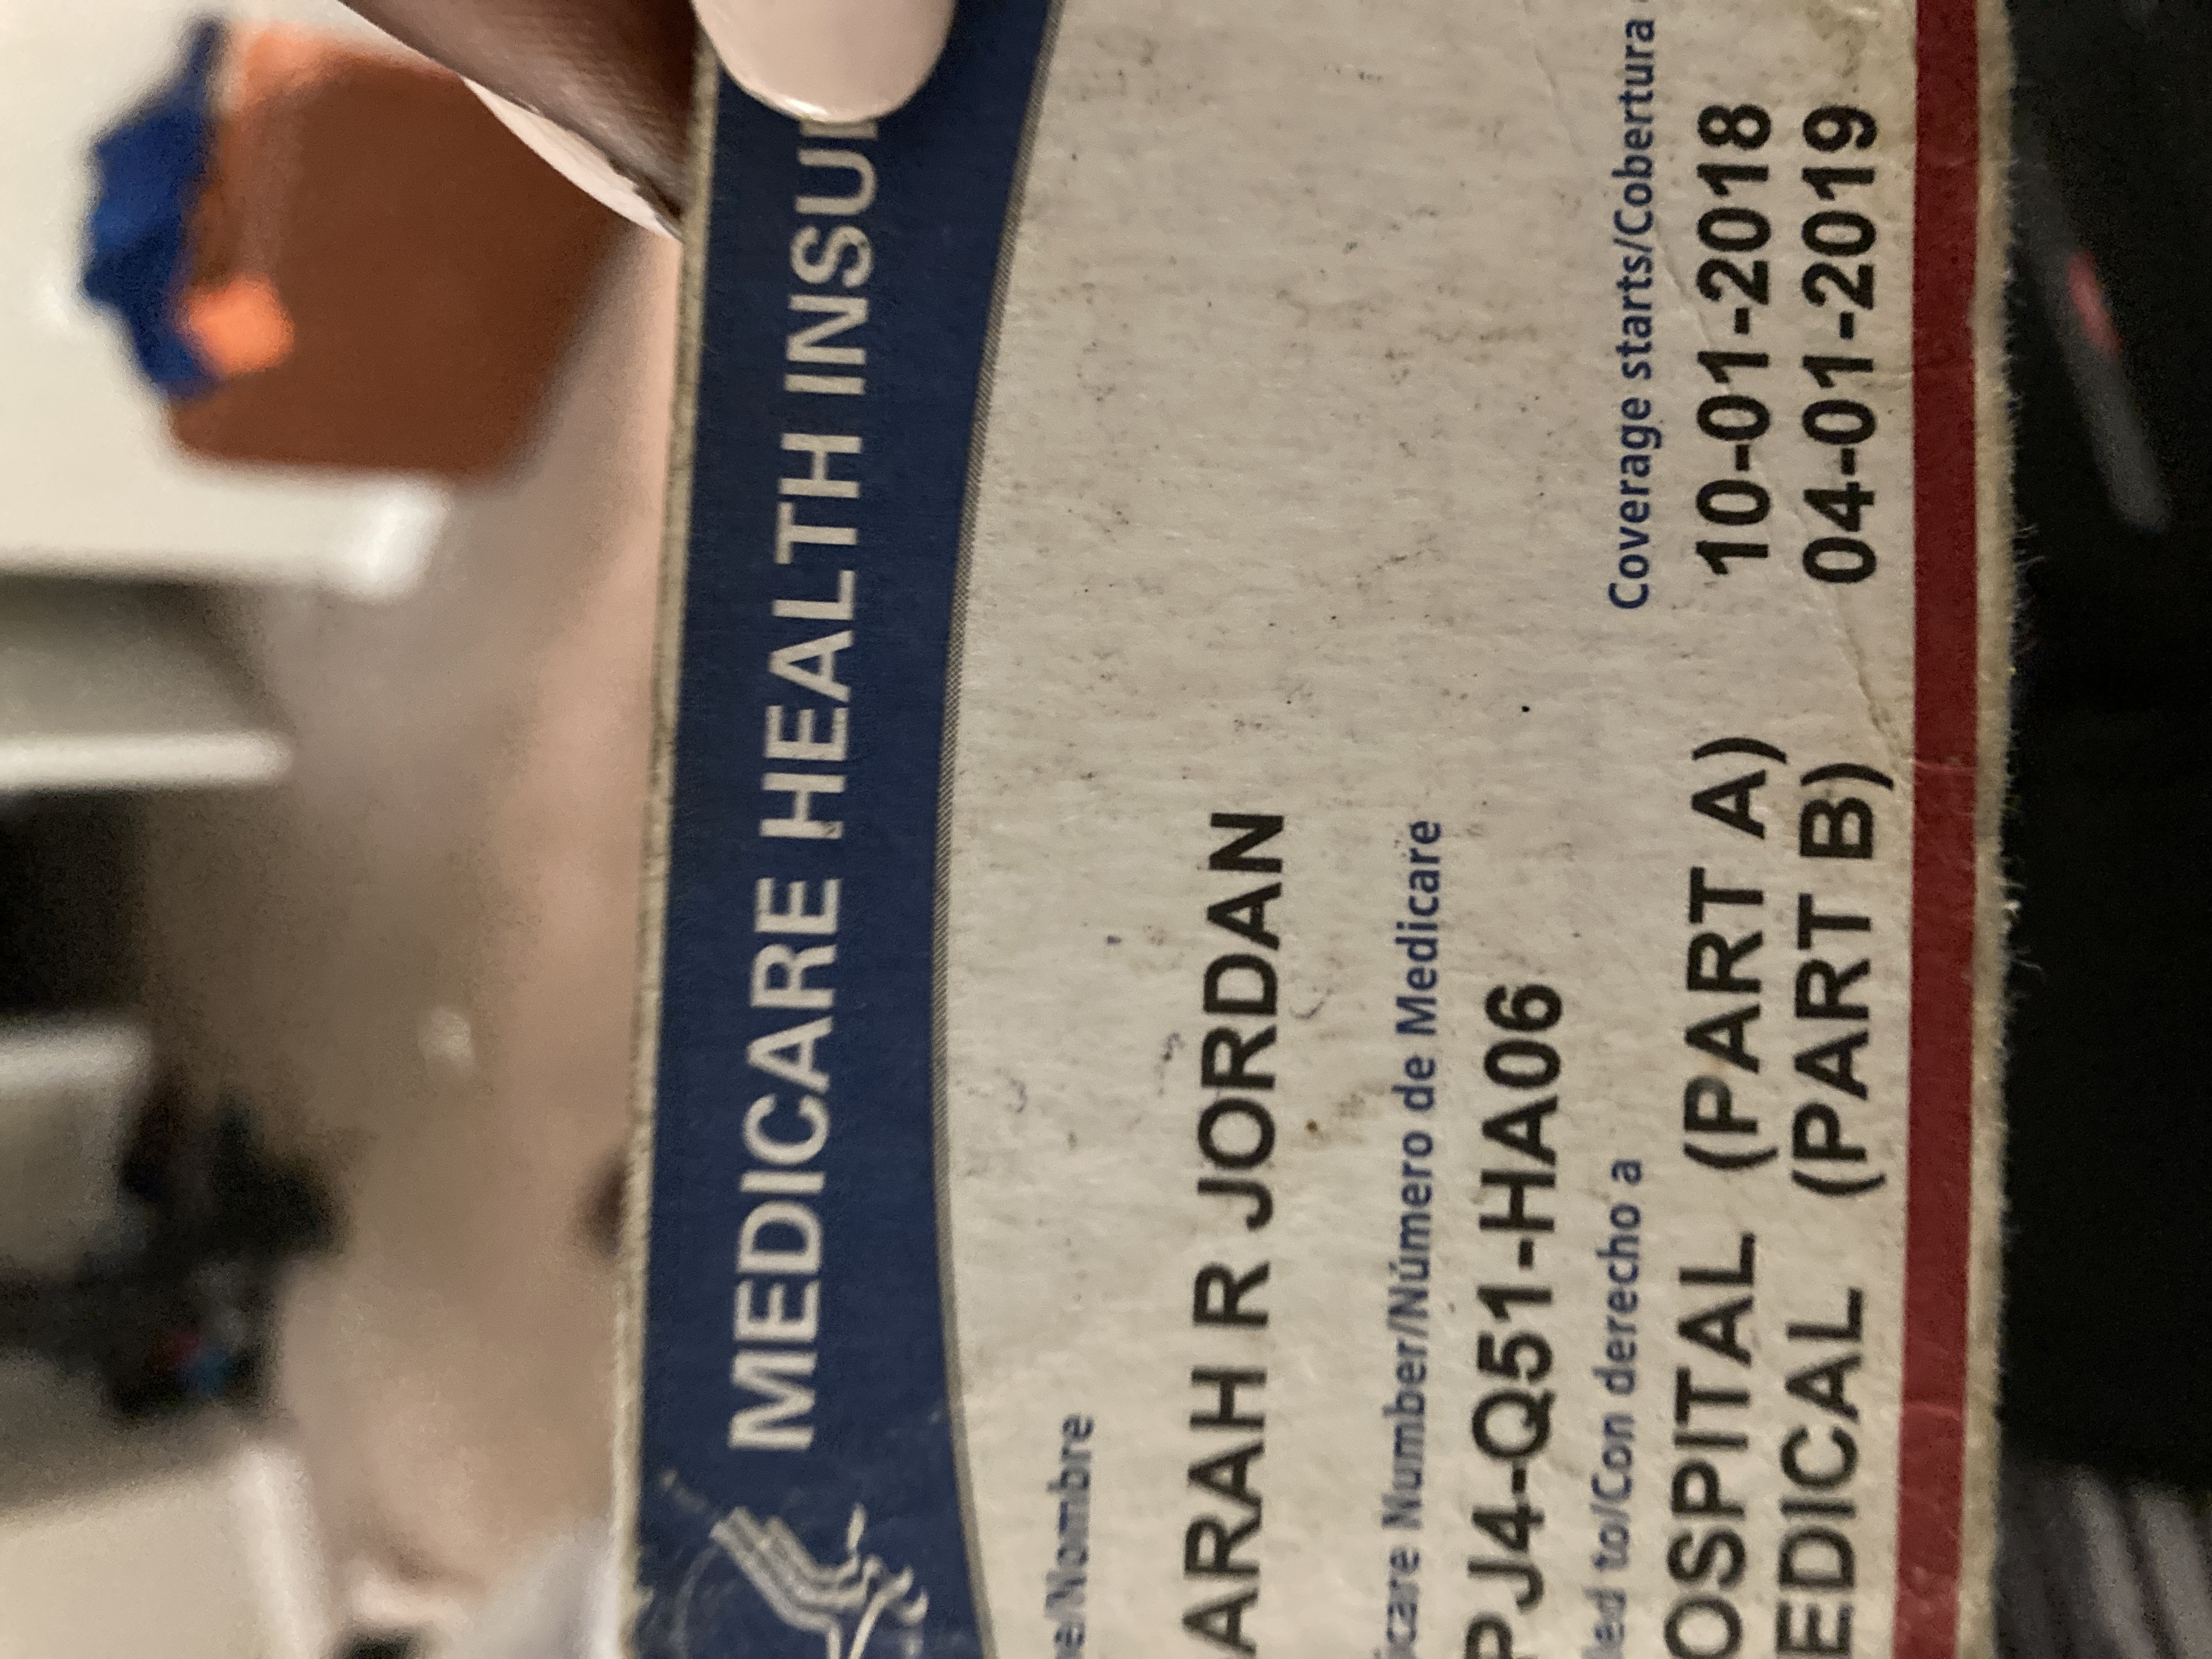 MEDICARE HEALTH INSU
e/Nombre
ARAH R JORDAN
icare Number/Número de Medicare
PJ4-Q51-HA06
led to/Con derecho a Coverage starts/Cobertura
OSPITAL (PART A) 10-01-2018
EDICAL (PART B) 04-01-2019